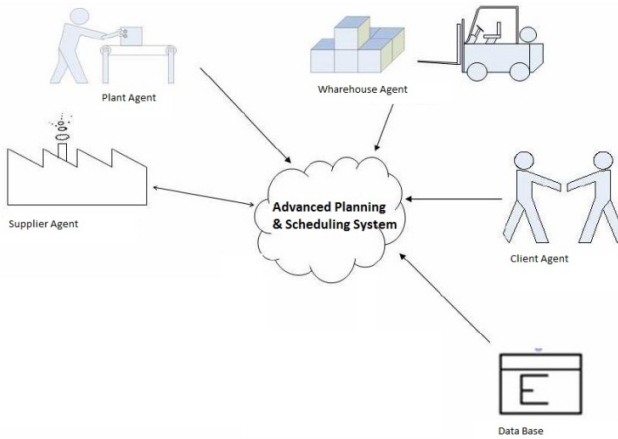 Plant Agent
Wharehouse Agent
Supplier Agent
Advanced Planning
& Scheduling System
Client Agent
E
Data Base